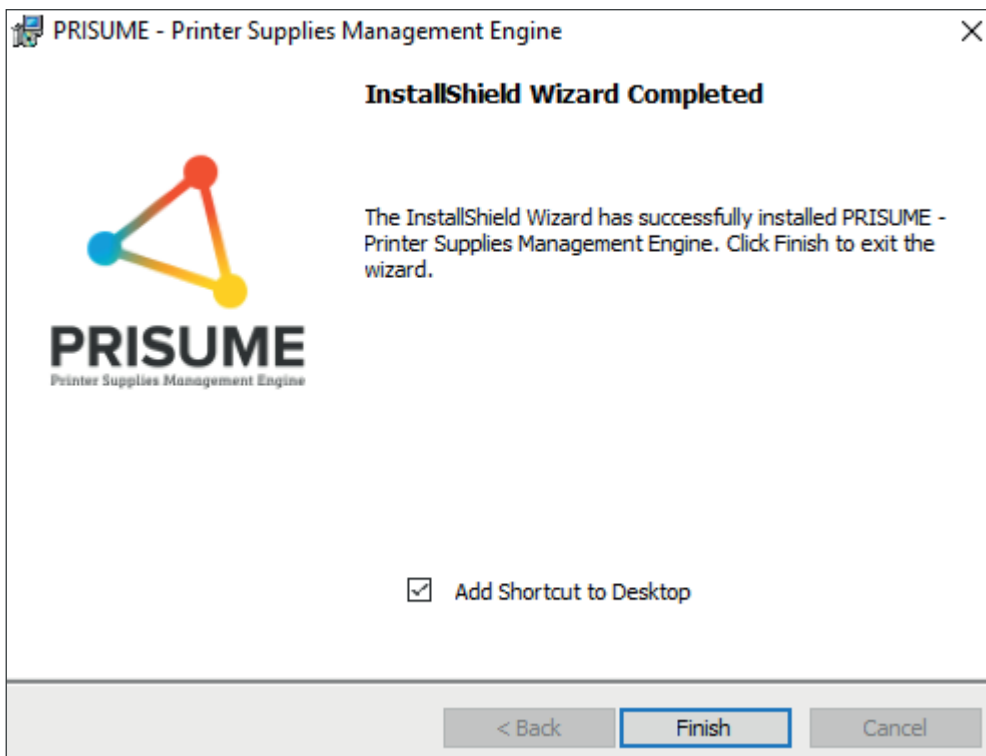 PRISUME - Printer Supplies Management Engine
InstallShield Wizard Completed
The InstallShield Wizard has successfully installed PRISUME -
Printer Supplies Management Engine. Click Finish to exit the
wizard.
PRISUME
Printer Supplies Management Engine
Add Shortcut to Desktop
< Back
Finish
Cancel